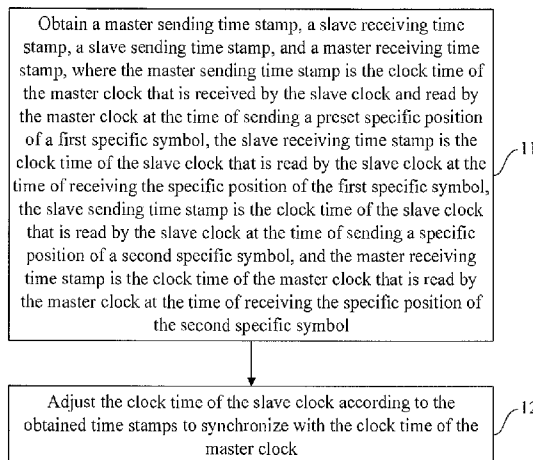 Obtain a master sending time stamp, a slave receiving time
stamp, a slave sending time stamp, and a master receiving time
stamp, where the master sending time stamp is the clock time of
the master clock that is received by the slave clock and read by
the master clock at the time of sending a preset specific position
of a first specific symbol, the slave receiving time stamp is the
clock time of the slave clock that is read by the slave clock at the
time of receiving the specific position of the first specific symbol,
the slave sending time stamp is the clock time of the slave clock
that is read by the slave clock at the time of sending a specific
position of a second specific symbol, and the master receiving
time stamp is the clock time of the master clock that is read by
the master clock at the time of receiving the specific position of
the second specific symbol
11
Adjust the clock time of the slave clock according to the
obtained time stamps to synchronize with the clock time of the
master clock
12